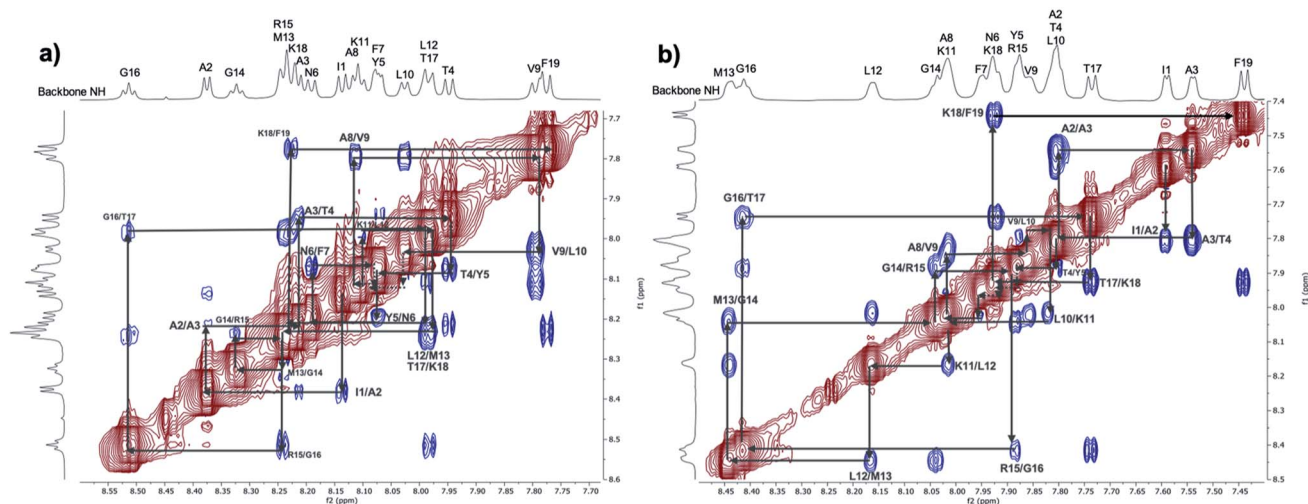 a)
R15
M13
K18
A3
N6
K11
A8
I1
F7
Y5
L10
L12
T17
T4
V9
F19
G16
A2
G14
Backbone NH
K18/F19
A8/V9
G16/T17
A3/T4
K11/L
N6/F7
V9/L10
T4/Y5
A2/A3
G14/R15
Y5/N6
L12/M13
T17/K18
M13/G14
I1/A2
R15/G16
7.7
7.8
7.9
8.0
8.1
8.2
8.3
8.4
8.5
8.6
f1 (ppm)
8.55 8.50 8.45 8.40 8.35 8.30 8.25 8.20 8.15 8.10 8.05 8.00 7.95 7.90 7.85 7.80 7.75 7.70
f2 (ppm)
b)
M13
G16
L12
G14
A8
K11
F7
N6
K18
Y5
R15
V9
A2
T4
L10
T17
I1
A3
F19
Backbone NH
K18/F19
A2/A3
G16/T17
V9/L10
I1/A2
A3/T4
A8/V9
G14/R15
T4/Y5
T17/K18
M13/G14
L10/K11
K11/L12
R15/G16
L12/M13
7.4
7.5
7.6
7.7
7.8
7.9
8.0
8.1
8.2
8.3
8.4
8.5
f1 (ppm)
8.50 8.45 8.40 8.35 8.30 8.25 8.20 8.15 8.10 8.05 8.00 7.95 7.90 7.85 7.80 7.75 7.70 7.65 7.60 7.55 7.50 7.45
f2 (ppm)